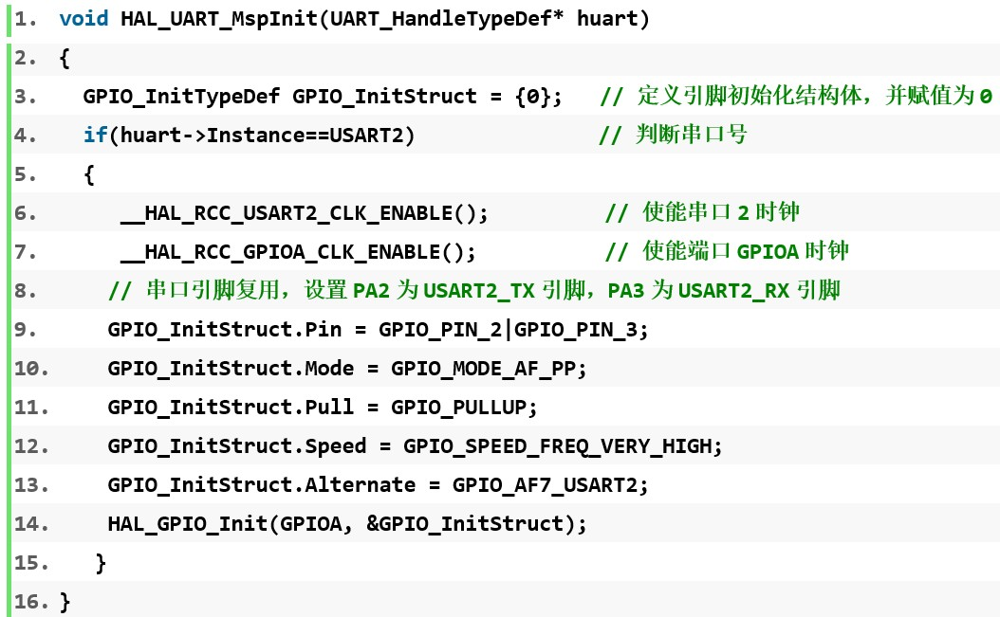 1. void HAL_UART_MspInit(UART_HandleTypeDef* huart)
2. {
3. GPIO_InitTypeDef GPIO_InitStruct = {0}; // 定义引脚初始化结构体，并赋值为 0
4. if(huart->Instance==USART2) // 判断串口号
5. {
6. __HAL_RCC_USART2_CLK_ENABLE(); // 使能串口 2 时钟
7. __HAL_RCC_GPIOA_CLK_ENABLE(); // 使能端口 GPIOA 时钟
8. // 串口引脚复用，设置 PA2 为 USART2_TX 引脚，PA3 为 USART2_RX 引脚
9. GPIO_InitStruct.Pin = GPIO_PIN_2|GPIO_PIN_3;
10. GPIO_InitStruct.Mode = GPIO_MODE_AF_PP;
11. GPIO_InitStruct.Pull = GPIO_PULLUP;
12. GPIO_InitStruct.Speed = GPIO_SPEED_FREQ_VERY_HIGH;
13. GPIO_InitStruct.Alternate = GPIO_AF7_USART2;
14. HAL_GPIO_Init(GPIOA, &GPIO_InitStruct);
15. }
16. }